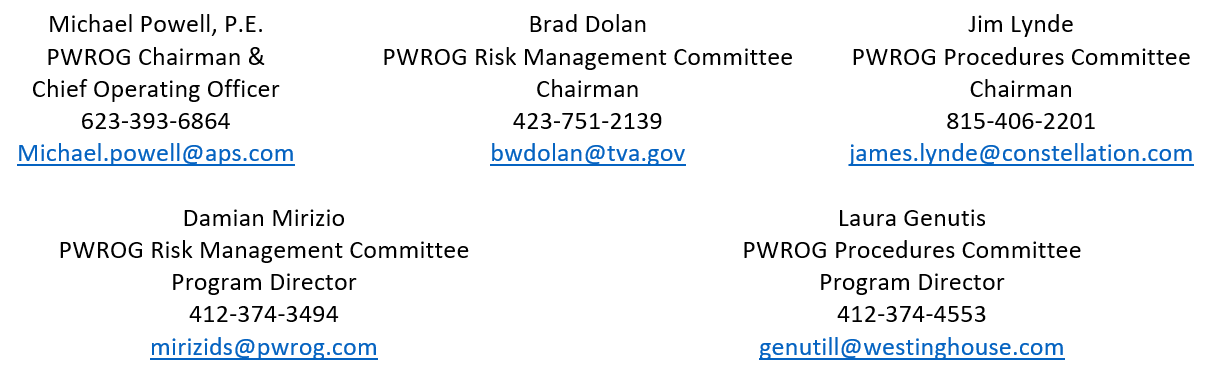 Michael Powell, P.E.
PWROG Chairman &
Chief Operating Officer
623-393-6864
Michael.powell@aps.com
Brad Dolan
PWROG Risk Management Committee
Chairman
423-751-2139
bwdolan@tva.gov
Jim Lynde
PWROG Procedures Committee
Chairman
815-406-2201
james.lynde@constellation.com
Damian Mirizio
PWROG Risk Management Committee
Program Director
412-374-3494
mirizids@pwrog.com
Laura Genutis
PWROG Procedures Committee
Program Director
412-374-4553
genutill@westinghouse.com